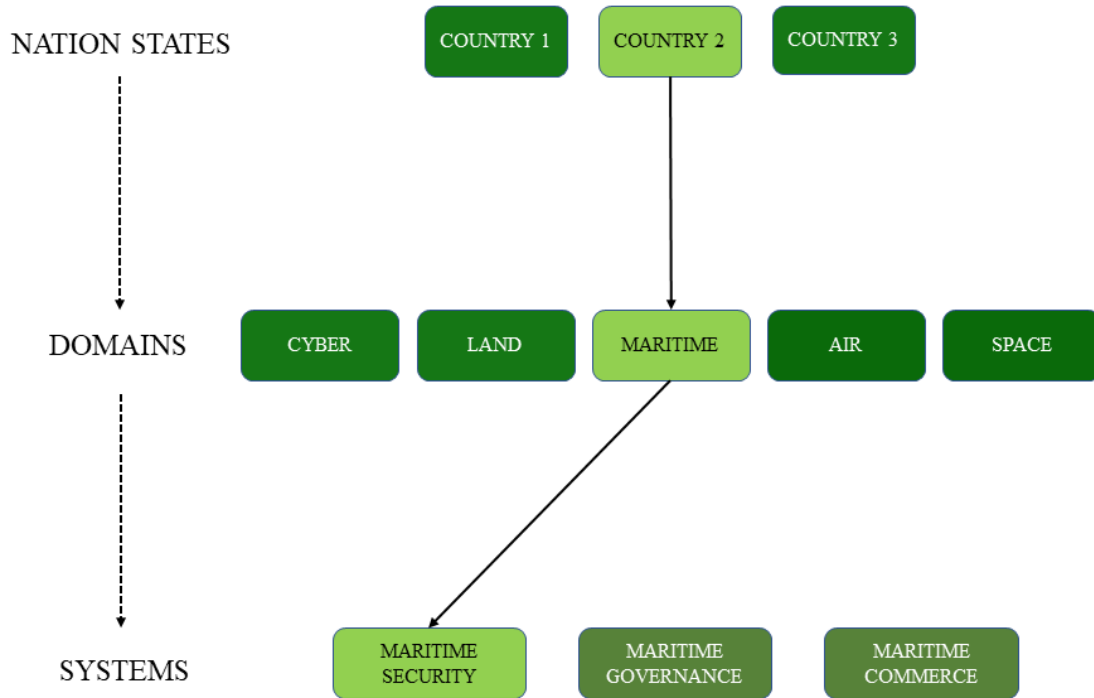 NATION STATES
COUNTRY 1
COUNTRY 2
COUNTRY 3
DOMAINS
CYBER
LAND
MARITIME
AIR
SPACE
SYSTEMS
MARITIME
SECURITY
MARITIME
GOVERNANCE
MARITIME
COMMERCE